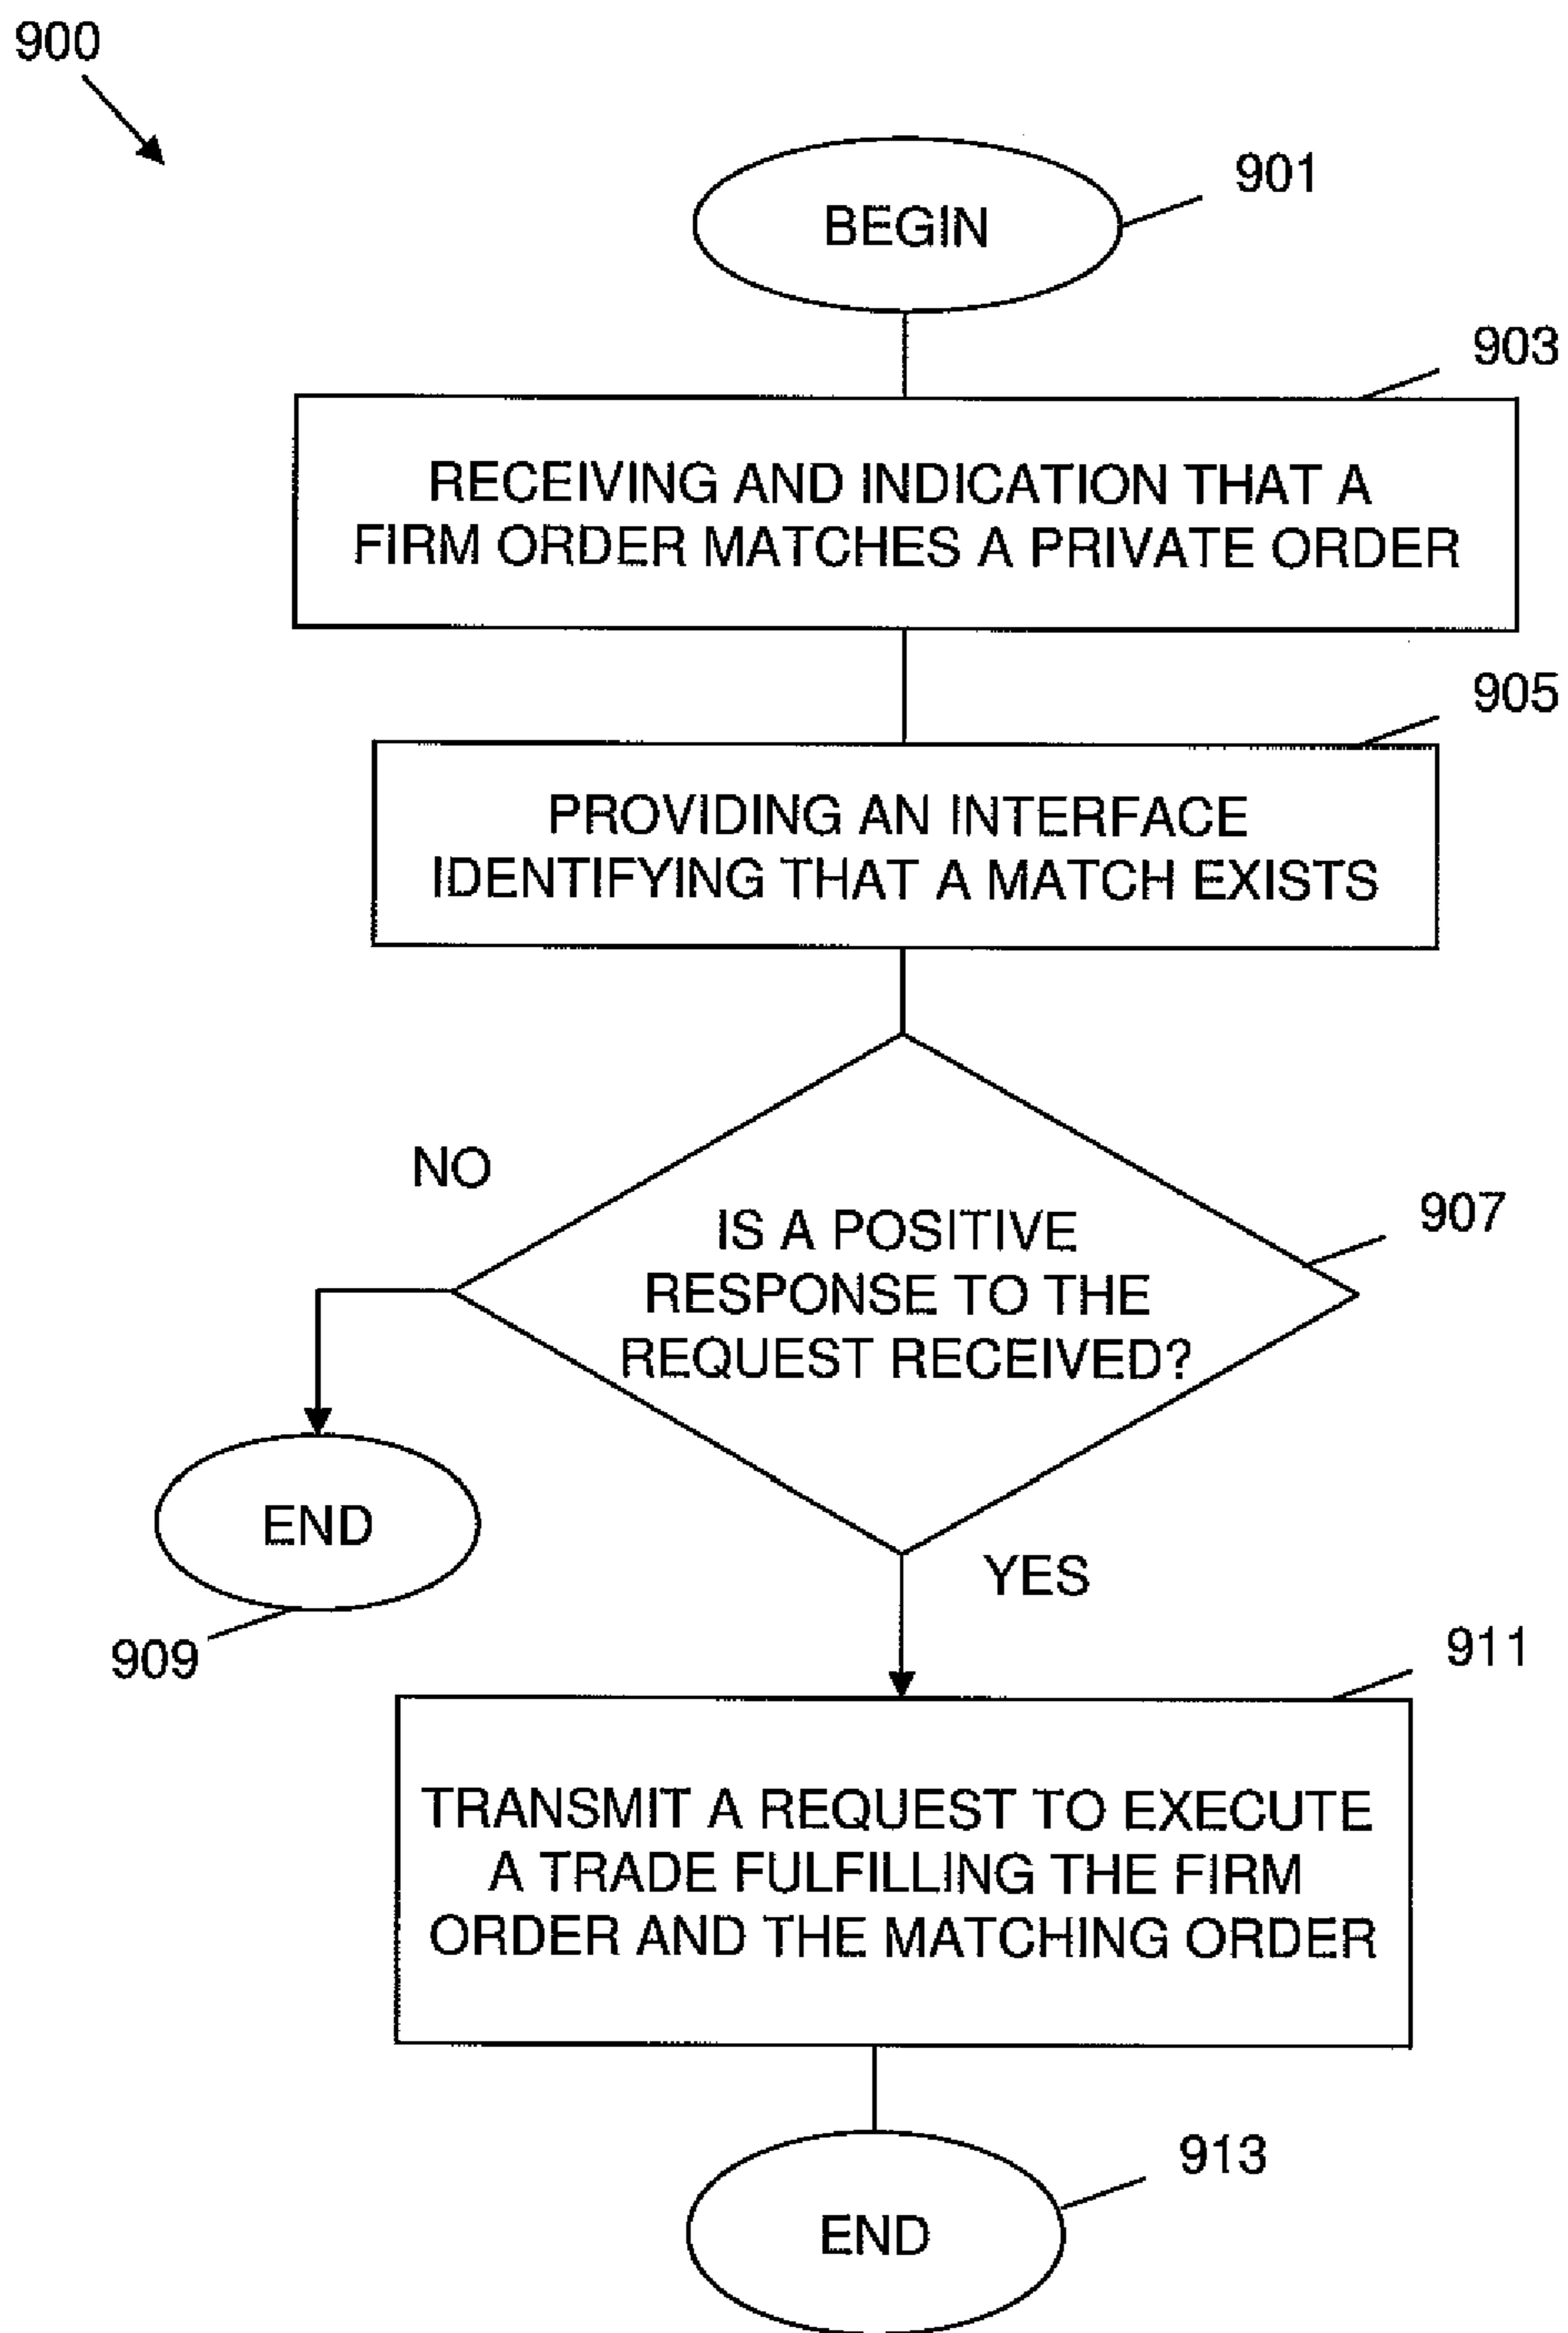 900
901
BEGIN
903
RECEIVING AND INDICATION THAT A
FIRM ORDER MATCHES A PRIVATE ORDER
905
PROVIDING AN INTERFACE
IDENTIFYING THAT A MATCH EXISTS
NO
907
IS A POSITIVE
RESPONSE TO THE
REQUEST RECEIVED?
END
909
YES
911
TRANSMIT A REQUEST TO EXECUTE
A TRADE FULFILLING THE FIRM
ORDER AND THE MATCHING ORDER
913
END